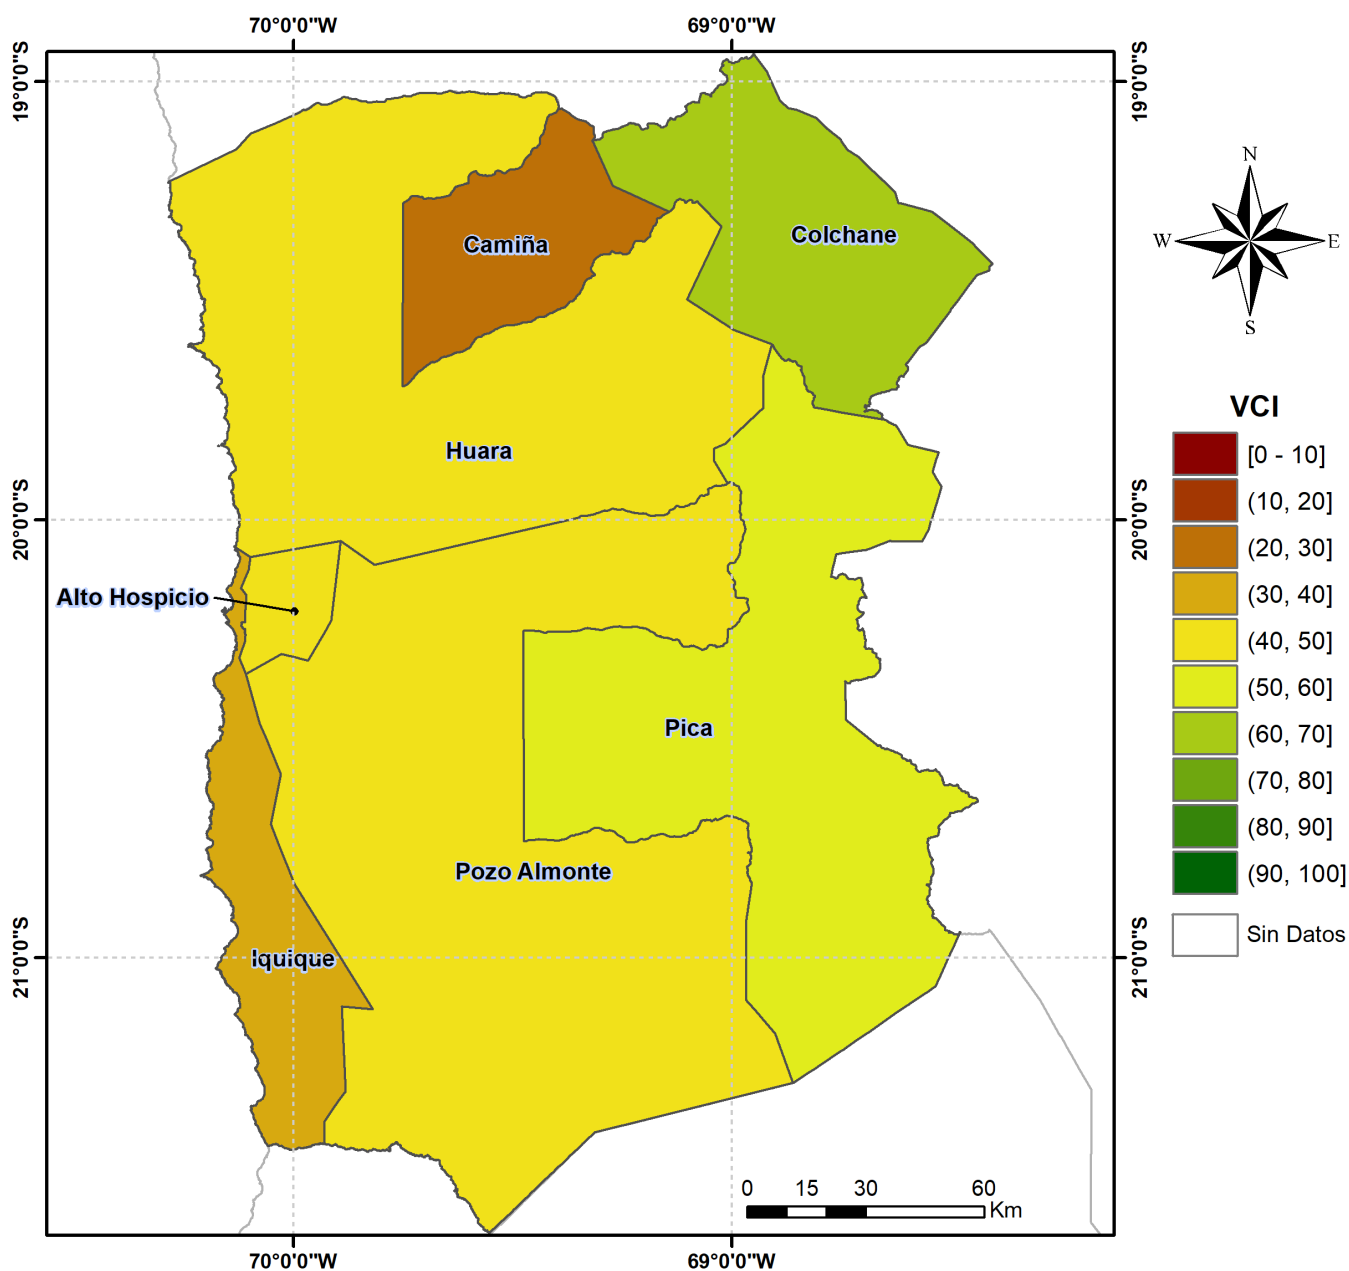 70°0'0"W
69°0'0"W
19°0'0"S
19°0'0"S
N
W
E
S
Colchane
Camiña
VCI
[0 - 10]
(10, 20]
(20, 30]
(30, 40]
(40, 50]
(50, 60]
(60, 70]
(70, 80]
(80, 90]
(90, 100]
Sin Datos
Huara
20°0'0"S
20°0'0"S
Alto Hospicio
Pica
Pozo Almonte
Iquique
21°0'0"S
21°0'0"S
0 15 30 60
Km
70°0'0"W
69°0'0"W